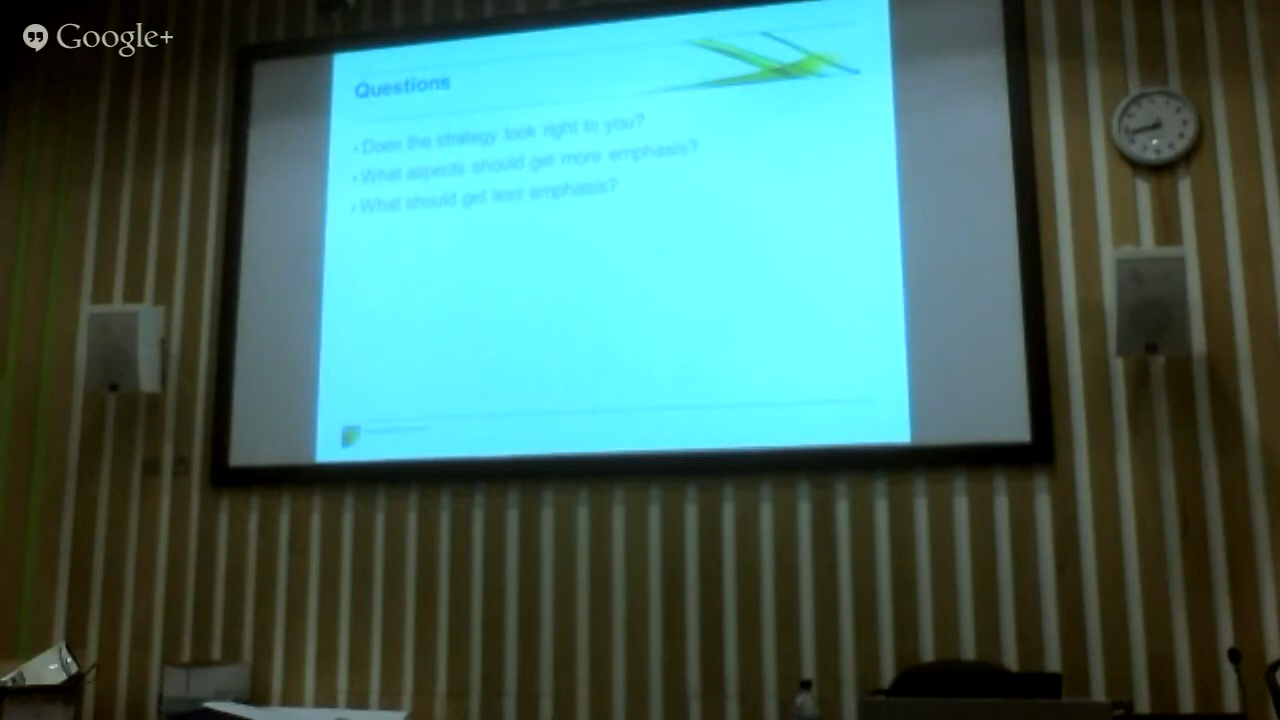 Google+
Questions
• Does the strategy look right to you?
• What aspects should get more emphasis?
• What should get less emphasis?